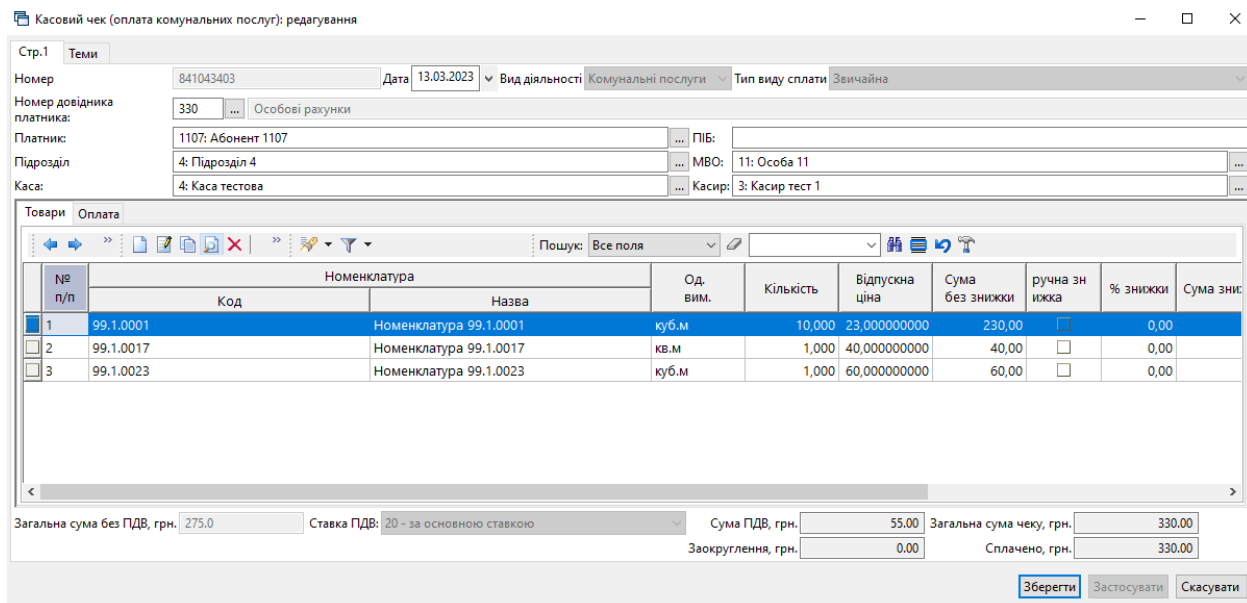 Касовий чек (оплата комунальних послуг): редагування
Стр.1 Теми
Номер 841043403 Дата 13.03.2023 Вид діяльності Комунальні послуги Тип виду сплати Звичайна
Номер довідника
платника: 330 ... Особові рахунки
Платник: 1107: Абонент 1107 ... ПІБ:
Підрозділ 4: Підрозділ 4 ... МВО: 11: Особа 11 ...
Каса: 4: Каса тестова ... Касир: 3: Касир тест 1 ...
Товари Оплата
Пошук: Все поля
№ п/п Номенклатура Од. вим. Кількість Відпускна ціна Сума без знижки ручна зн ижка % знижки Сума зни:
Код Назва
1 99.1.0001 Номенклатура 99.1.0001 куб.м 10,000 23,000000000 230,00 0,00
2 99.1.0017 Номенклатура 99.1.0017 кв.м 1,000 40,000000000 40,00 0,00
3 99.1.0023 Номенклатура 99.1.0023 куб.м 1,000 60,000000000 60,00 0,00
Загальна сума без ПДВ, грн. 275.0 Ставка ПДВ: 20 - за основною ставкою Сума ПДВ, грн. 55.00 Загальна сума чеку, грн. 330.00
Заокруглення, грн. 0.00 Сплачено, грн. 330.00
Зберегти Застосувати Скасувати